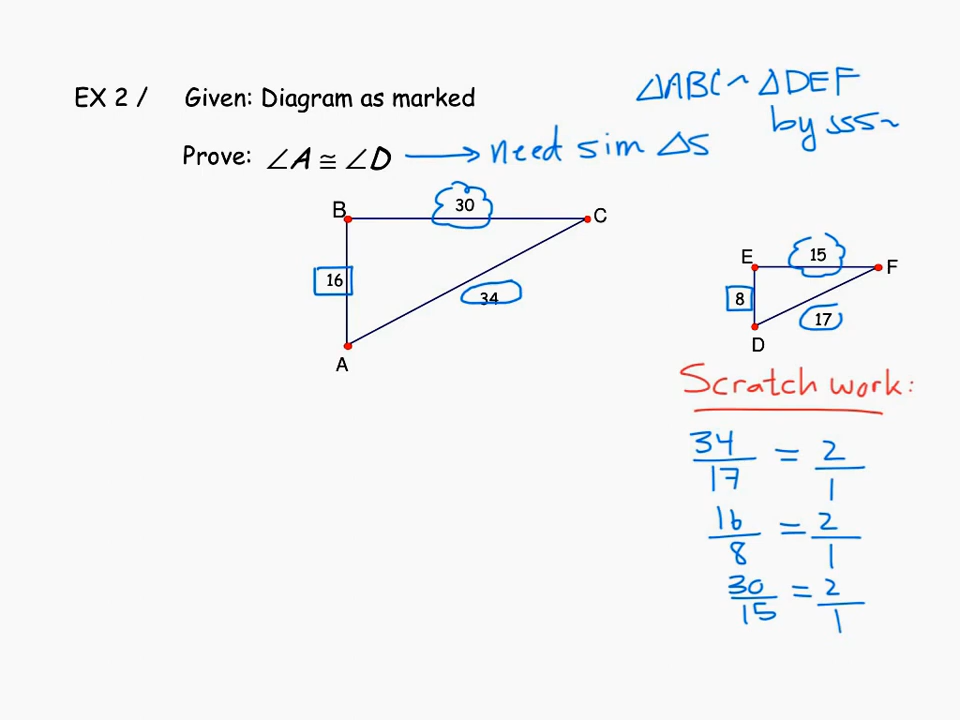 EX 2 / Given: Diagram as marked
△ABC ~ △DEF
by SSS~
Prove: ∠A ≅ ∠D → need sim △s
B
30
C
16
34
A
E
15
F
8
17
D
Scratch work:
34/17 = 2/1
16/8 = 2/1
30/15 = 2/1